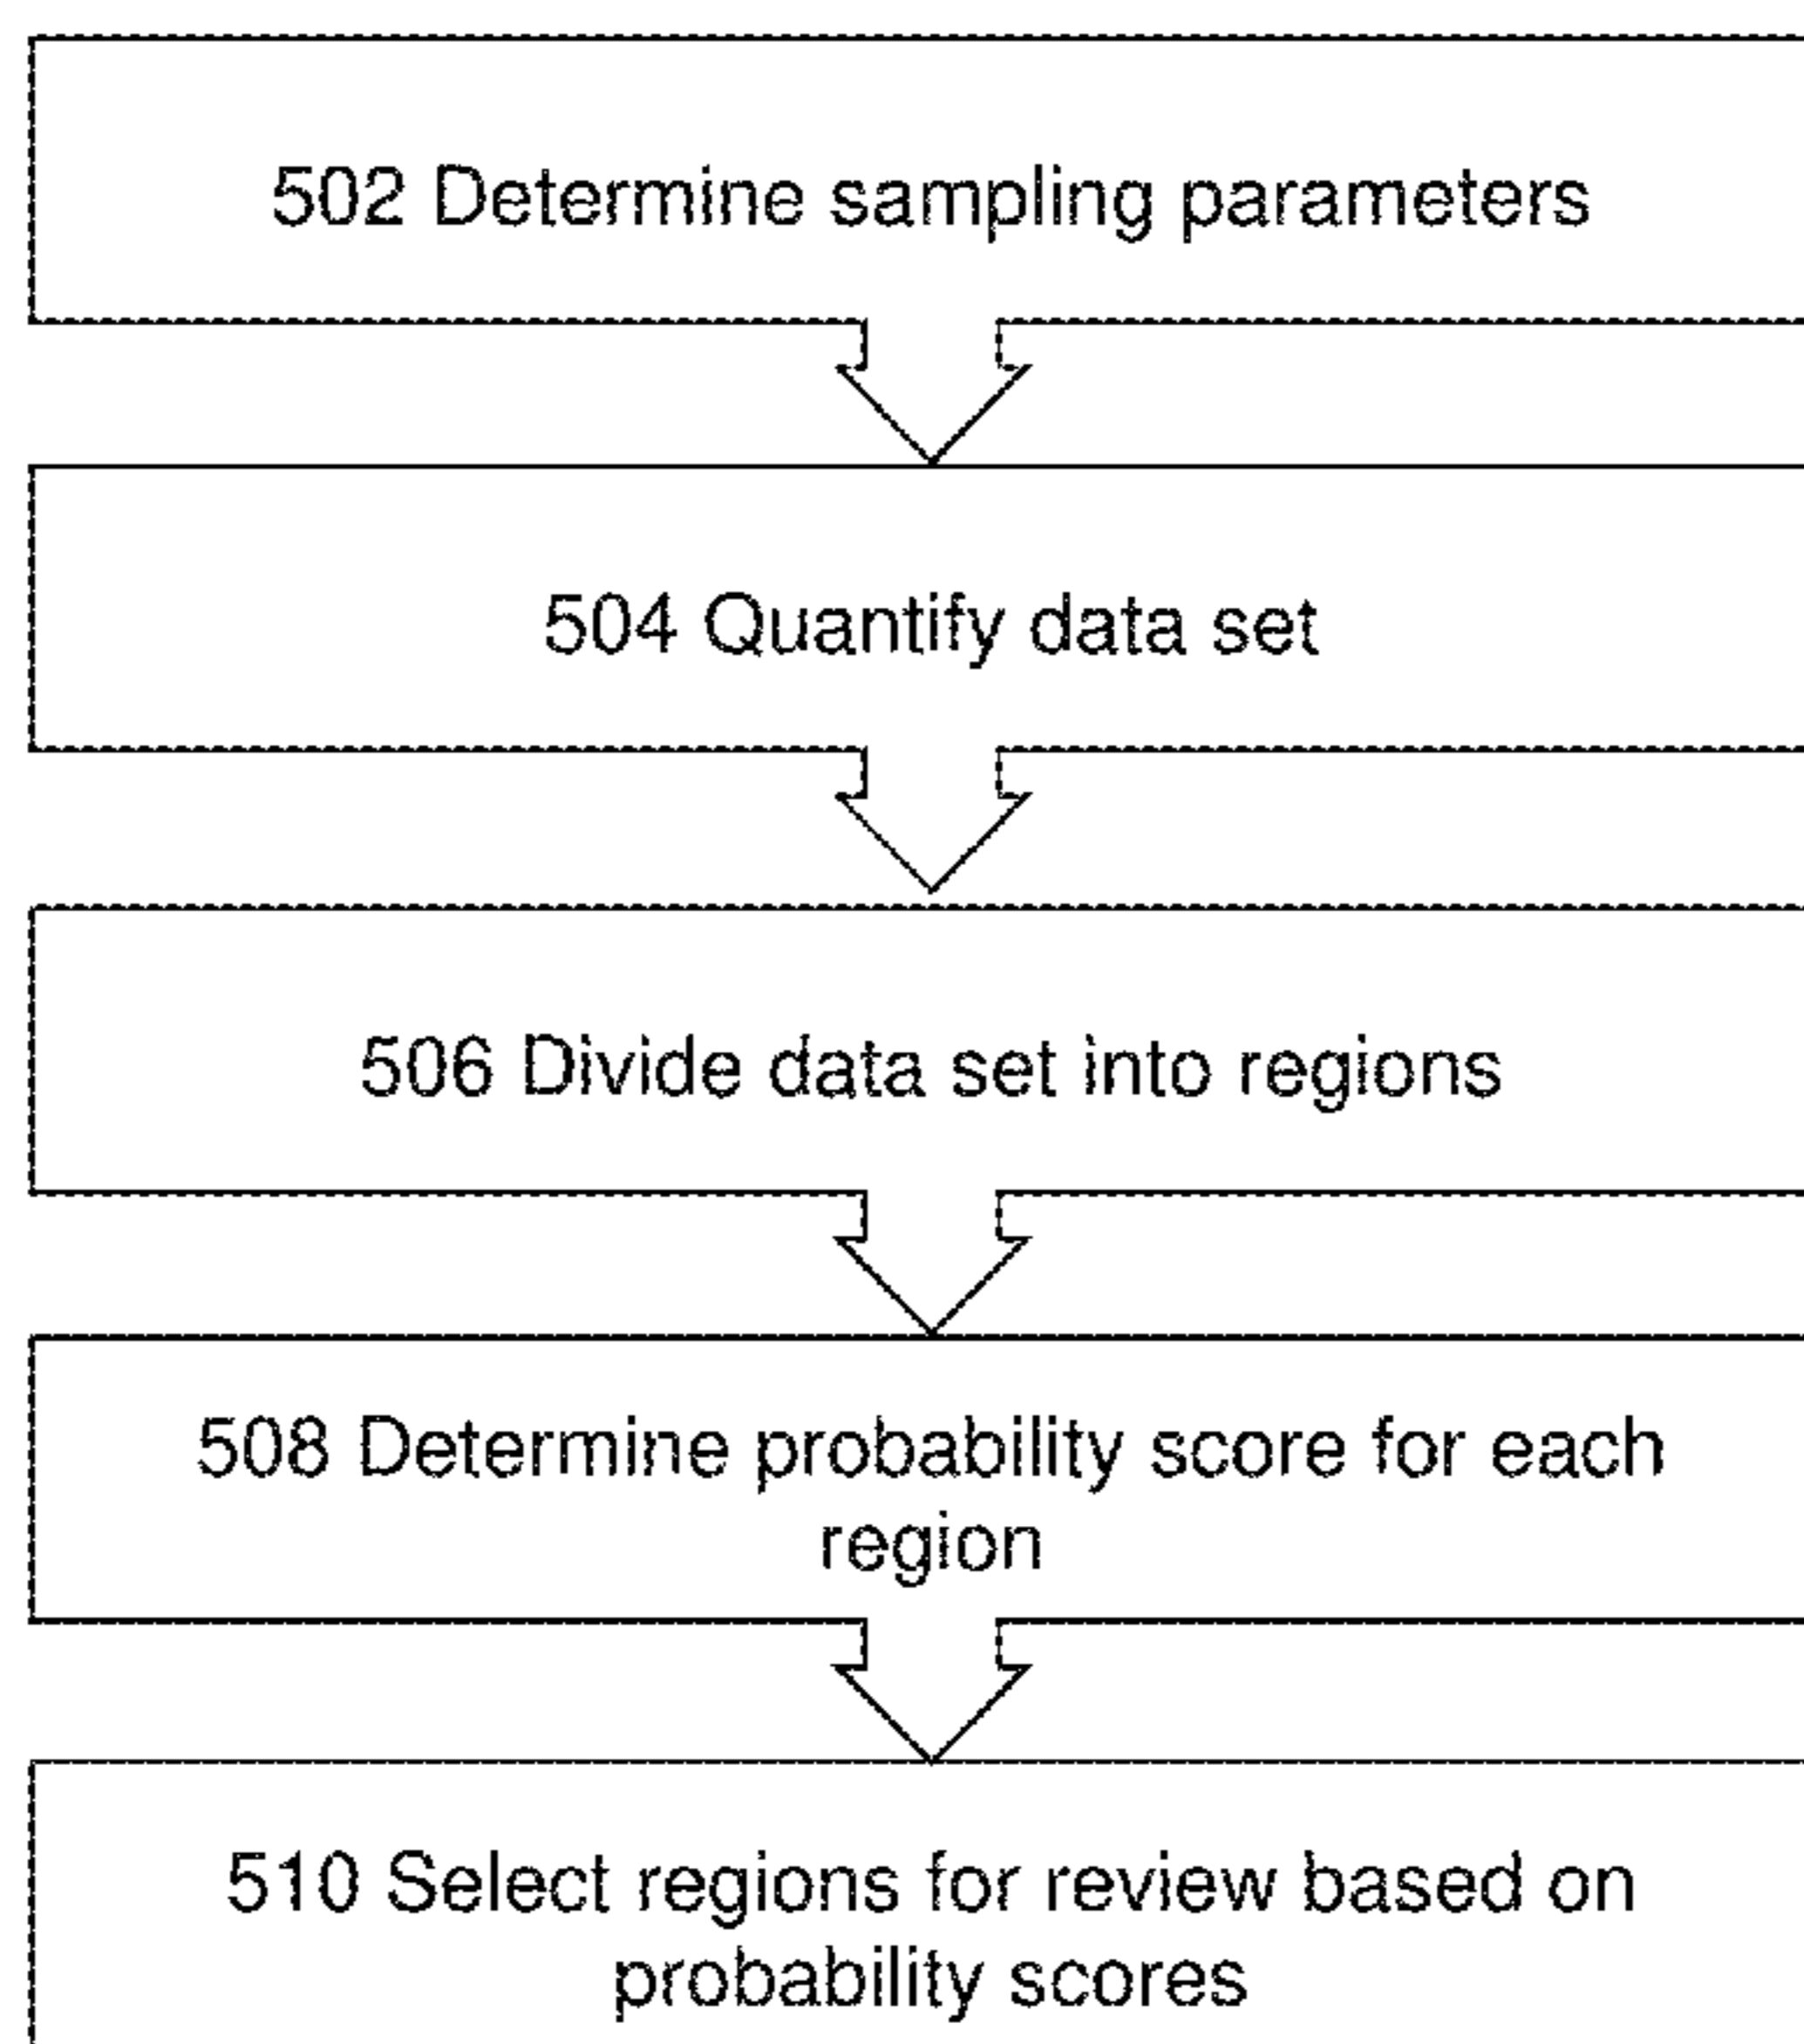 502 Determine sampling parameters
504 Quantify data set
506 Divide data set into regions
508 Determine probability score for each
region
510 Select regions for review based on
probability scores